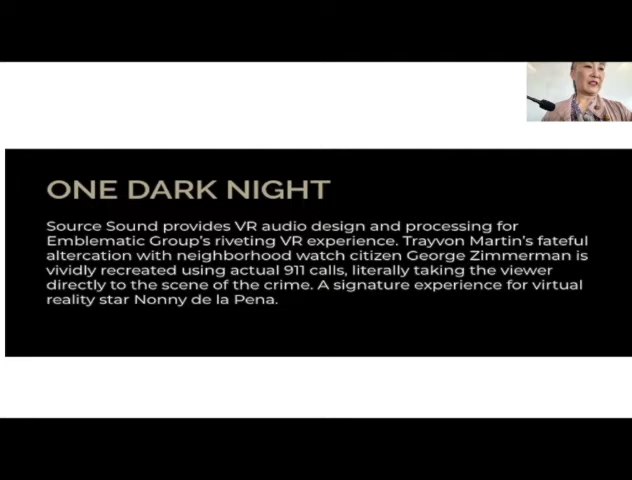 ONE DARK NIGHT
Source Sound provides VR audio design and processing for
Emblematic Group's riveting VR experience. Trayvon Martin's fateful
altercation with neighborhood watch citizen George Zimmerman is
vividly recreated using actual 911 calls, literally taking the viewer
directly to the scene of the crime. A signature experience for virtual
reality star Nonny de la Pena.